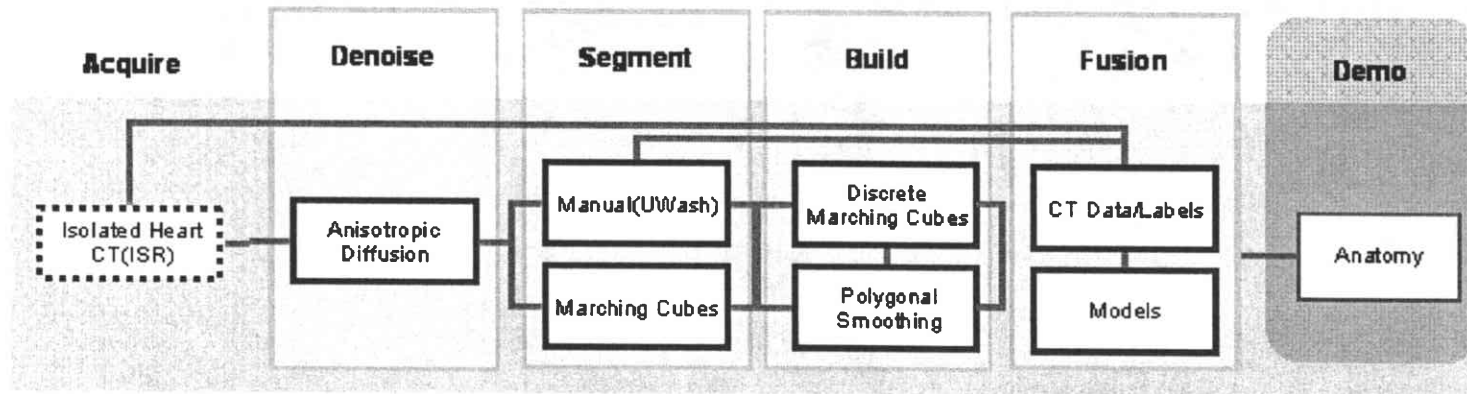 Acquire
Denoise
Segment
Build
Fusion
Demo
Isolated Heart
CT(ISR)
Anisotropic
Diffusion
Manual(UWash)
Marching Cubes
Discrete
Marching Cubes
Polygonal
Smoothing
CT Data/Labels
Models
Anatomy